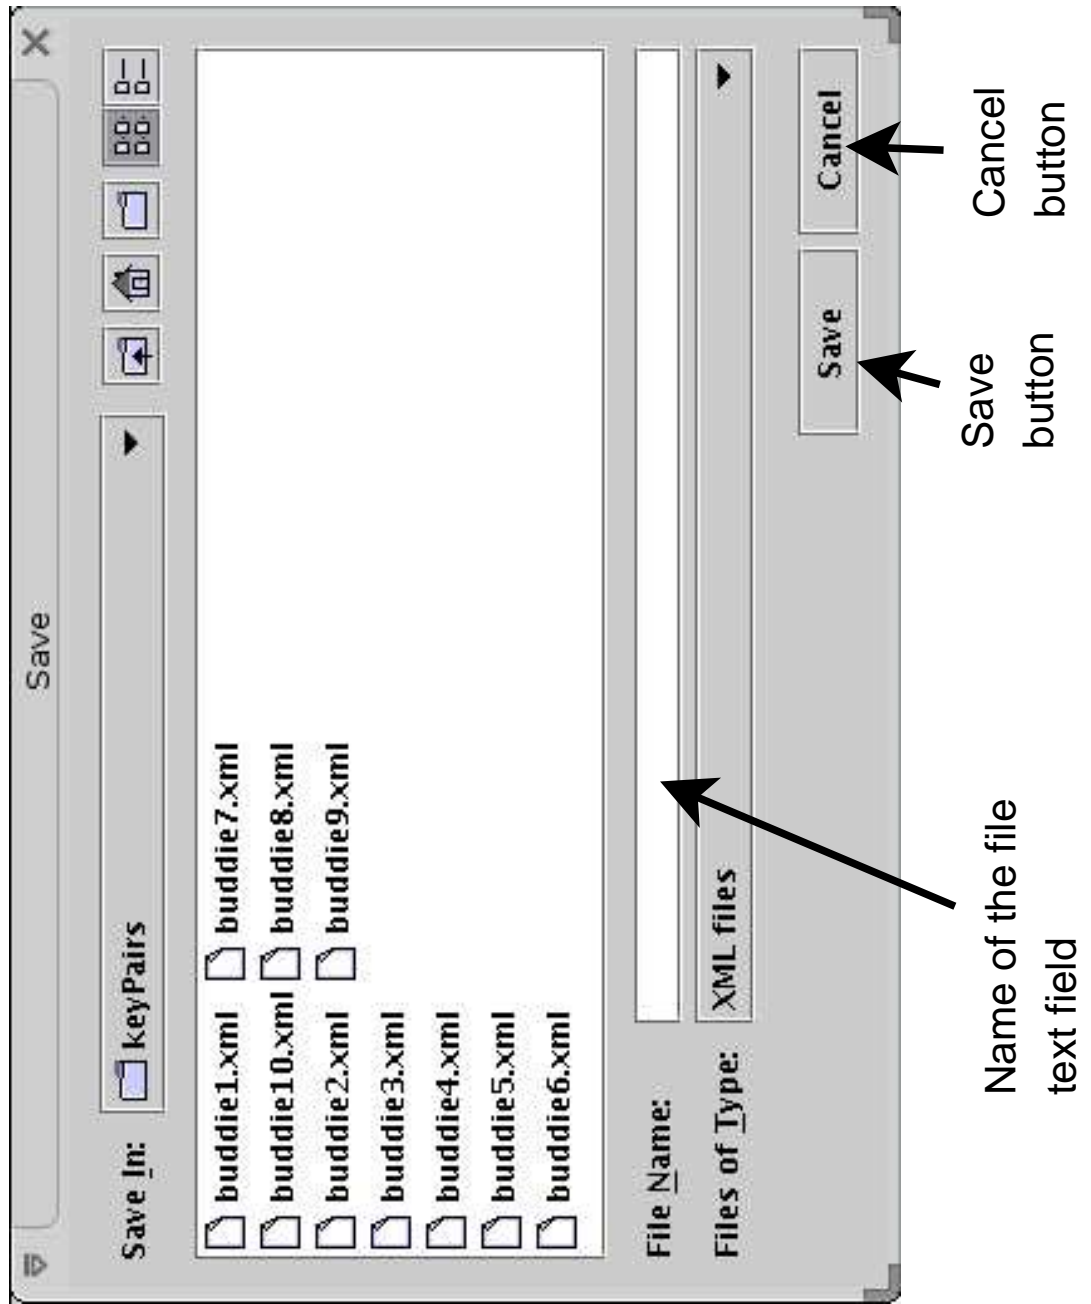 Save
Save In:
keyPairs
buddie1.xml
buddie10.xml
buddie2.xml
buddie3.xml
buddie4.xml
buddie5.xml
buddie6.xml
buddie7.xml
buddie8.xml
buddie9.xml
File Name:
Files of Type:
XML files
Save
Cancel
Name of the file
text field
Save
button
Cancel
button